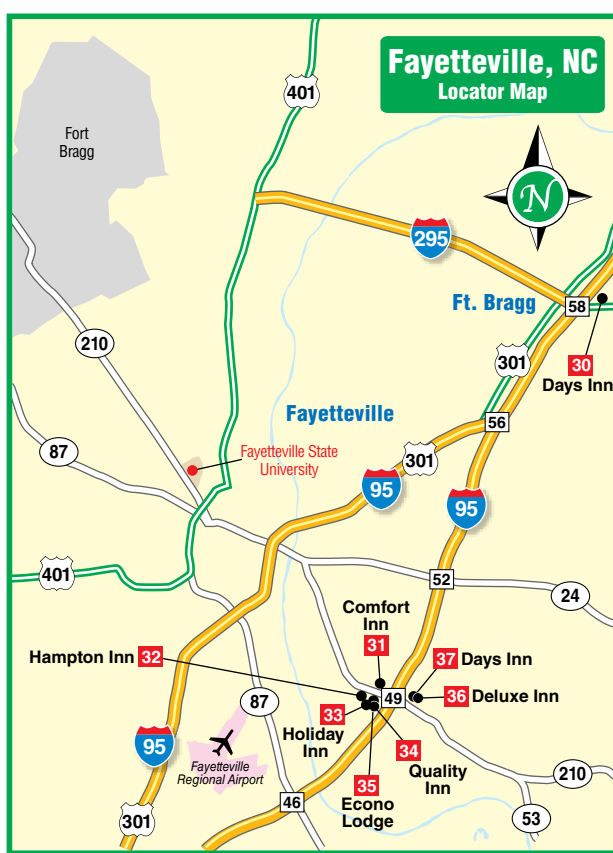 Fayetteville, NC
Locator Map
401
Fort
Bragg
N
295
Ft. Bragg
58
210
301
30
Days Inn
Fayetteville
56
87
Fayetteville State
University
301
95
95
401
52
24
Comfort
Inn
31
Hampton Inn 32
37 Days Inn
49
36 Deluxe Inn
87
33
Holiday
Inn
34
Quality
Inn
95
Fayetteville
Regional Airport
35
Econo
Lodge
210
46
301
53